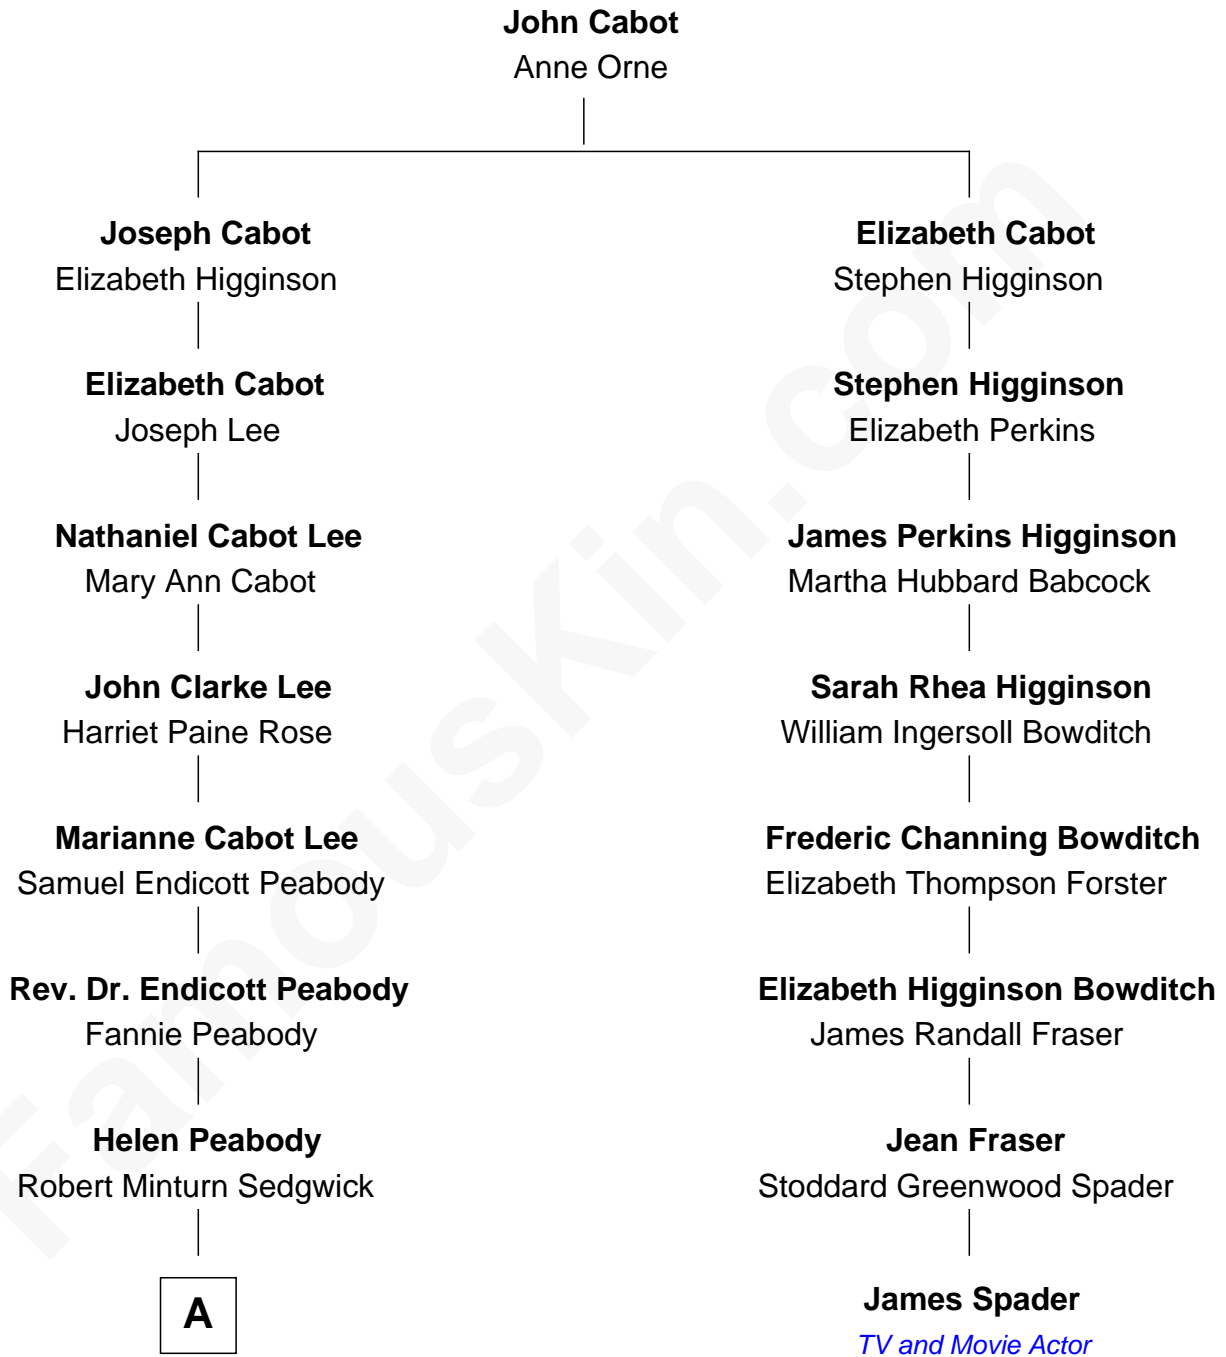 John Cabot
Anne Orne
Joseph Cabot
Elizabeth Higginson
Elizabeth Cabot
Stephen Higginson
Elizabeth Cabot
Joseph Lee
Stephen Higginson
Elizabeth Perkins
Nathaniel Cabot Lee
Mary Ann Cabot
James Perkins Higginson
Martha Hubbard Babcock
John Clarke Lee
Harriet Paine Rose
Sarah Rhea Higginson
William Ingersoll Bowditch
Marianne Cabot Lee
Samuel Endicott Peabody
Frederic Channing Bowditch
Elizabeth Thompson Forster
Rev. Dr. Endicott Peabody
Fannie Peabody
Elizabeth Higginson Bowditch
James Randall Fraser
Helen Peabody
Robert Minturn Sedgwick
Jean Fraser
Stoddard Greenwood Spader
A
James Spader
TV and Movie Actor
FamousKin.com